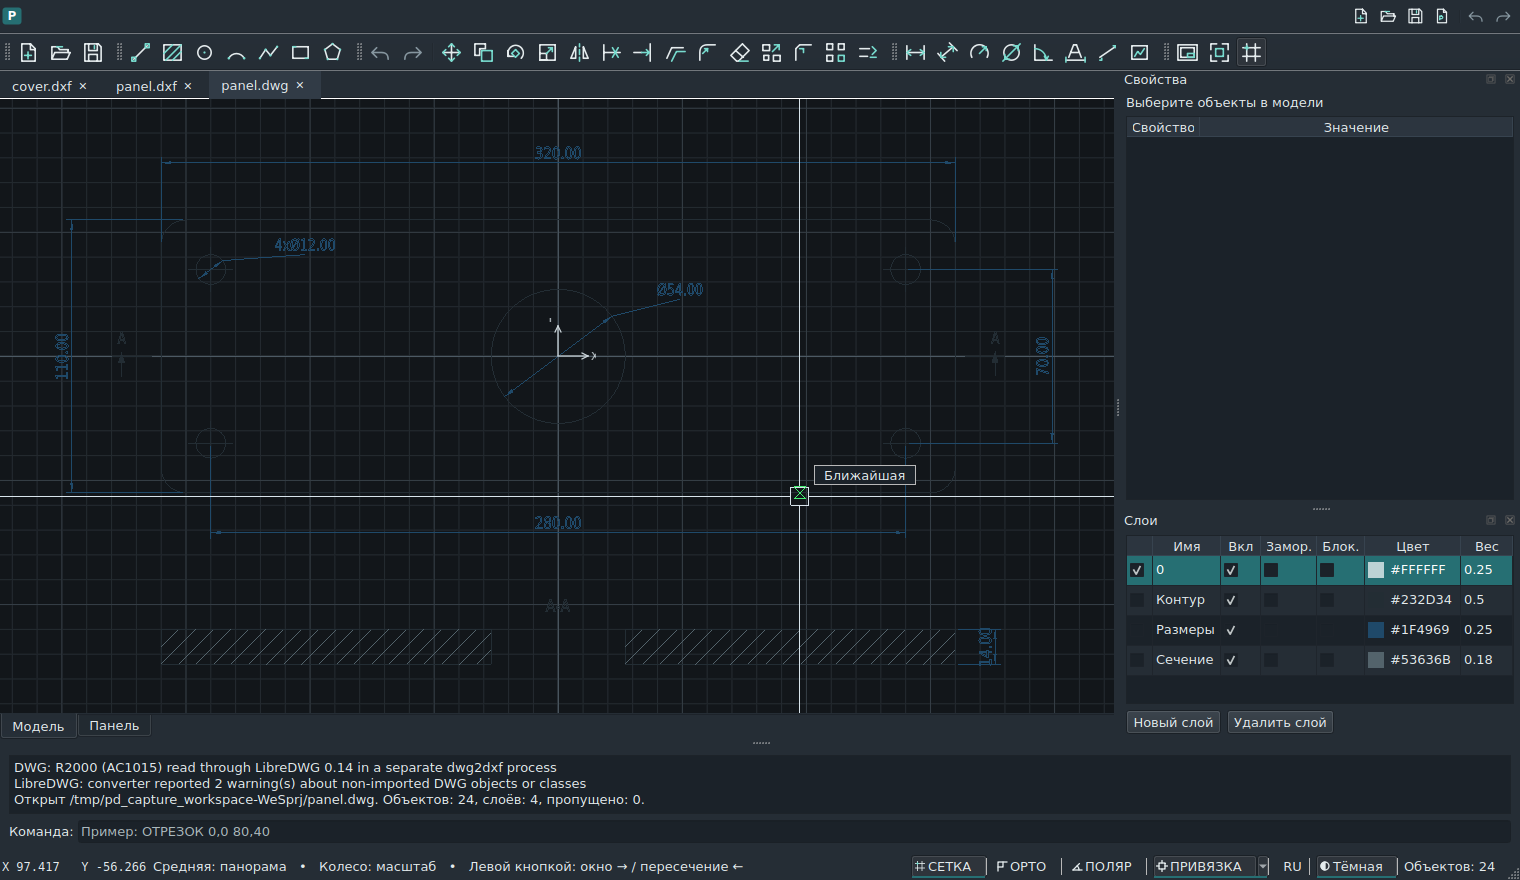 P
cover.dxf ×
panel.dxf ×
panel.dwg ×
320.00
4xØ12.00
Ø54.00
110.00
A
A
70.00
X
Ближайшая
280.00
A-A
14.00
Модель
Панель
Свойства
Выберите объекты в модели
Свойство Значение
Слои
Имя Вкл Замор. Блок. Цвет Вес
0 #FFFFFF 0.25
Контур #232D34 0.5
Размеры #1F4969 0.25
Сечение #53636B 0.18
Новый слой Удалить слой
DWG: R2000 (AC1015) read through LibreDWG 0.14 in a separate dwg2dxf process
LibreDWG: converter reported 2 warning(s) about non-imported DWG objects or classes
Открыт /tmp/pd_capture_workspace-WeSprj/panel.dwg. Объектов: 24, слоёв: 4, пропущено: 0.
Команда: Пример: ОТРЕЗОК 0,0 80,40
X 97.417 Y -56.266 Средняя: панорама • Колесо: масштаб • Левой кнопкой: окно → / пересечение ← СЕТКА ОРТО ПОЛЯР ПРИВЯЗКА RU Тёмная Объектов: 24